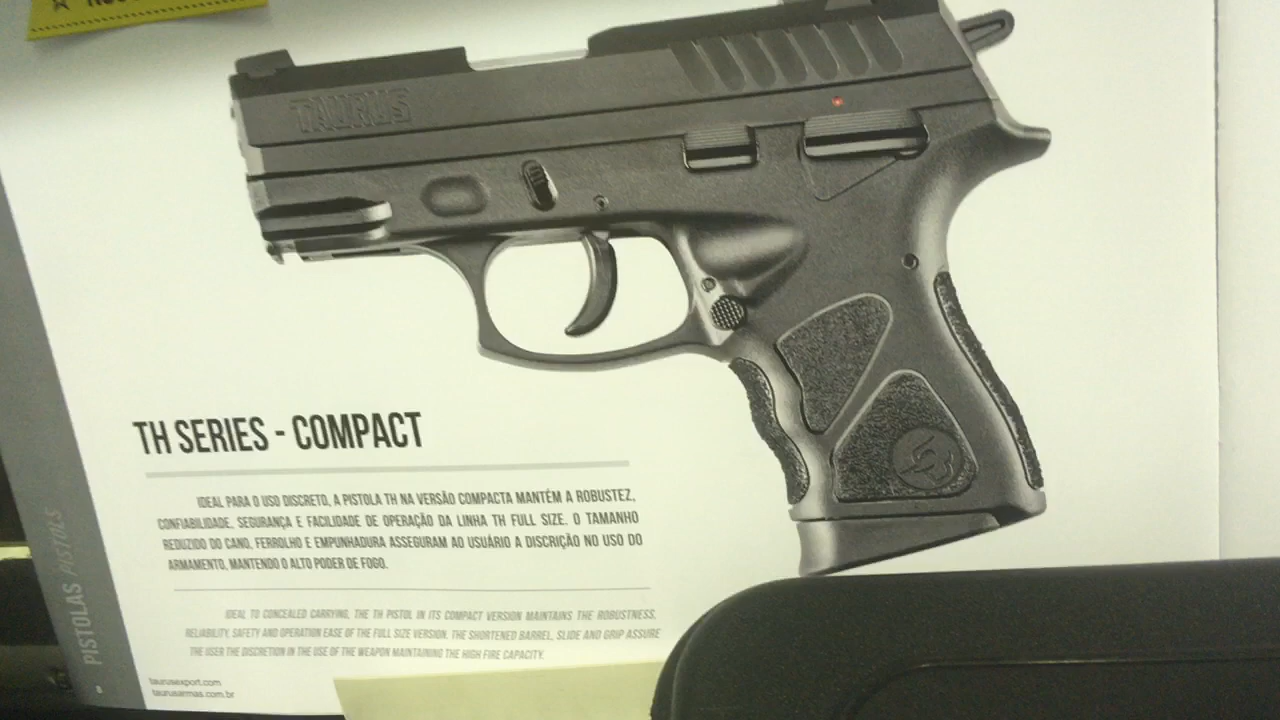 TAURUS
TH SERIES - COMPACT
IDEAL PARA O USO DISCRETO, A PISTOLA TH NA VERSÃO COMPACTA MANTÉM A ROBUSTEZ,
CONFIABILIDADE, SEGURANÇA E FACILIDADE DE OPERAÇÃO DA LINHA TH FULL SIZE. O TAMANHO
REDUZIDO DO CANO, FERROLHO E EMPUNHADURA ASSEGURAM AO USUÁRIO A DISCRIÇÃO NO USO DO
ARMAMENTO, MANTENDO O ALTO PODER DE FOGO.
IDEAL TO CONCEALED CARRYING, THE TH PISTOL IN ITS COMPACT VERSION MAINTAINS THE ROBUSTNESS,
RELIABILITY, SAFETY AND OPERATION EASE OF THE FULL SIZE VERSION. THE SHORTENED BARREL, SLIDE AND GRIP ASSURE
THE USER THE DISCRETION IN THE USE OF THE WEAPON MAINTAINING THE HIGH FIRE CAPACITY.
PISTOLAS PISTOLS
taurusexport.com
taurusarmas.com.br